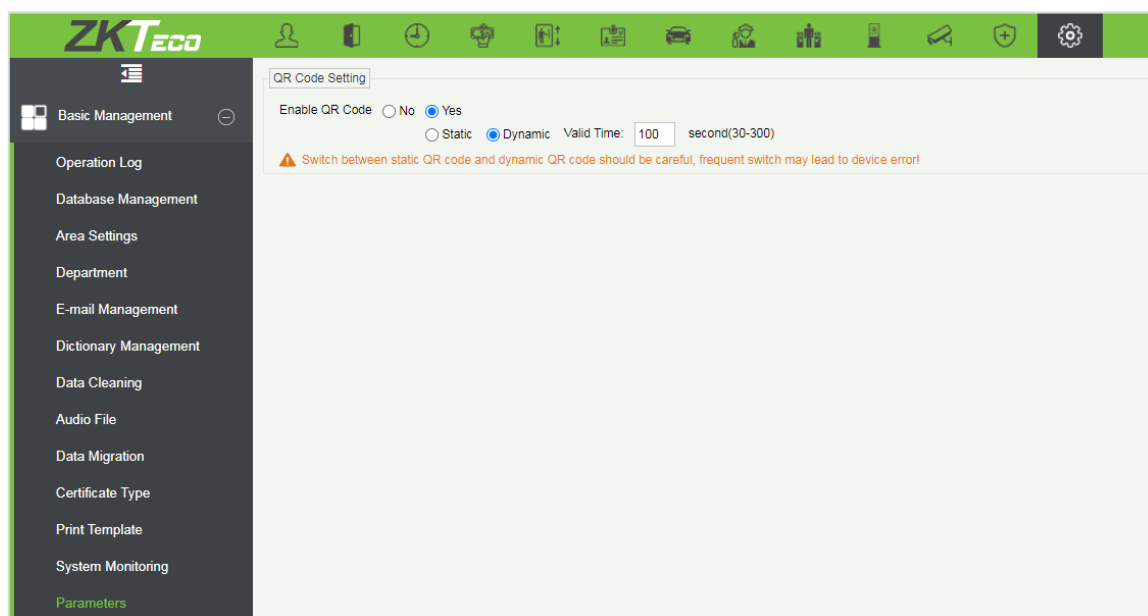 ZKTECO
Basic Management
Operation Log
Database Management
Area Settings
Department
E-mail Management
Dictionary Management
Data Cleaning
Audio File
Data Migration
Certificate Type
Print Template
System Monitoring
Parameters
QR Code Setting
Enable QR Code No Yes
Static Dynamic Valid Time: 100 second(30-300)
Switch between static QR code and dynamic QR code should be careful, frequent switch may lead to device error!